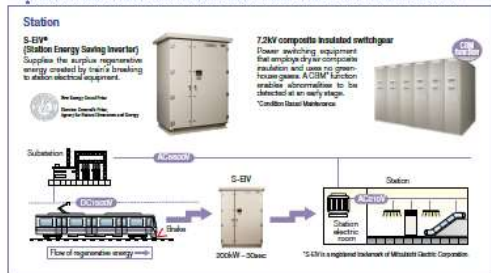 Station
S-EIV®
(Station Energy Saving Inverter)
Supplies the surplus regenerative
energy created by train's breaking
to station electrical equipment.
7.2kV composite insulated switchgear
Power switching equipment
that employs dry air composite
insulation and uses no green-
house gases. A CBM* function
enables abnormalities to be
detected at an early stage.
*Condition Based Maintenance
CBM
function
Substation
AC6600V
DC1500V
Brake
Flow of regenerative energy
S-EIV
200kW – 30sec
Station
AC210V
Station
electric
room
*S-EIV is a registered trademark of Mitsubishi Electric Corporation